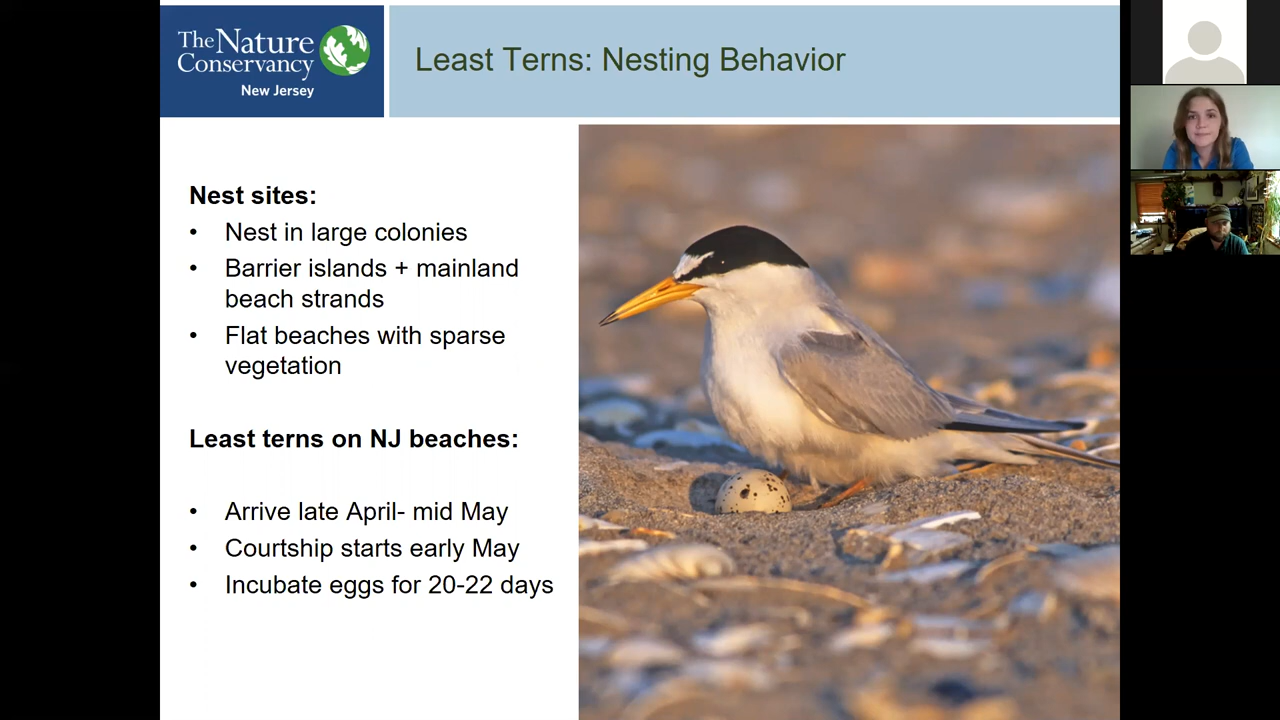 The Nature
Conservancy
New Jersey
Least Terns: Nesting Behavior
Nest sites:
• Nest in large colonies
• Barrier islands + mainland
beach strands
• Flat beaches with sparse
vegetation
Least terns on NJ beaches:
• Arrive late April- mid May
• Courtship starts early May
• Incubate eggs for 20-22 days